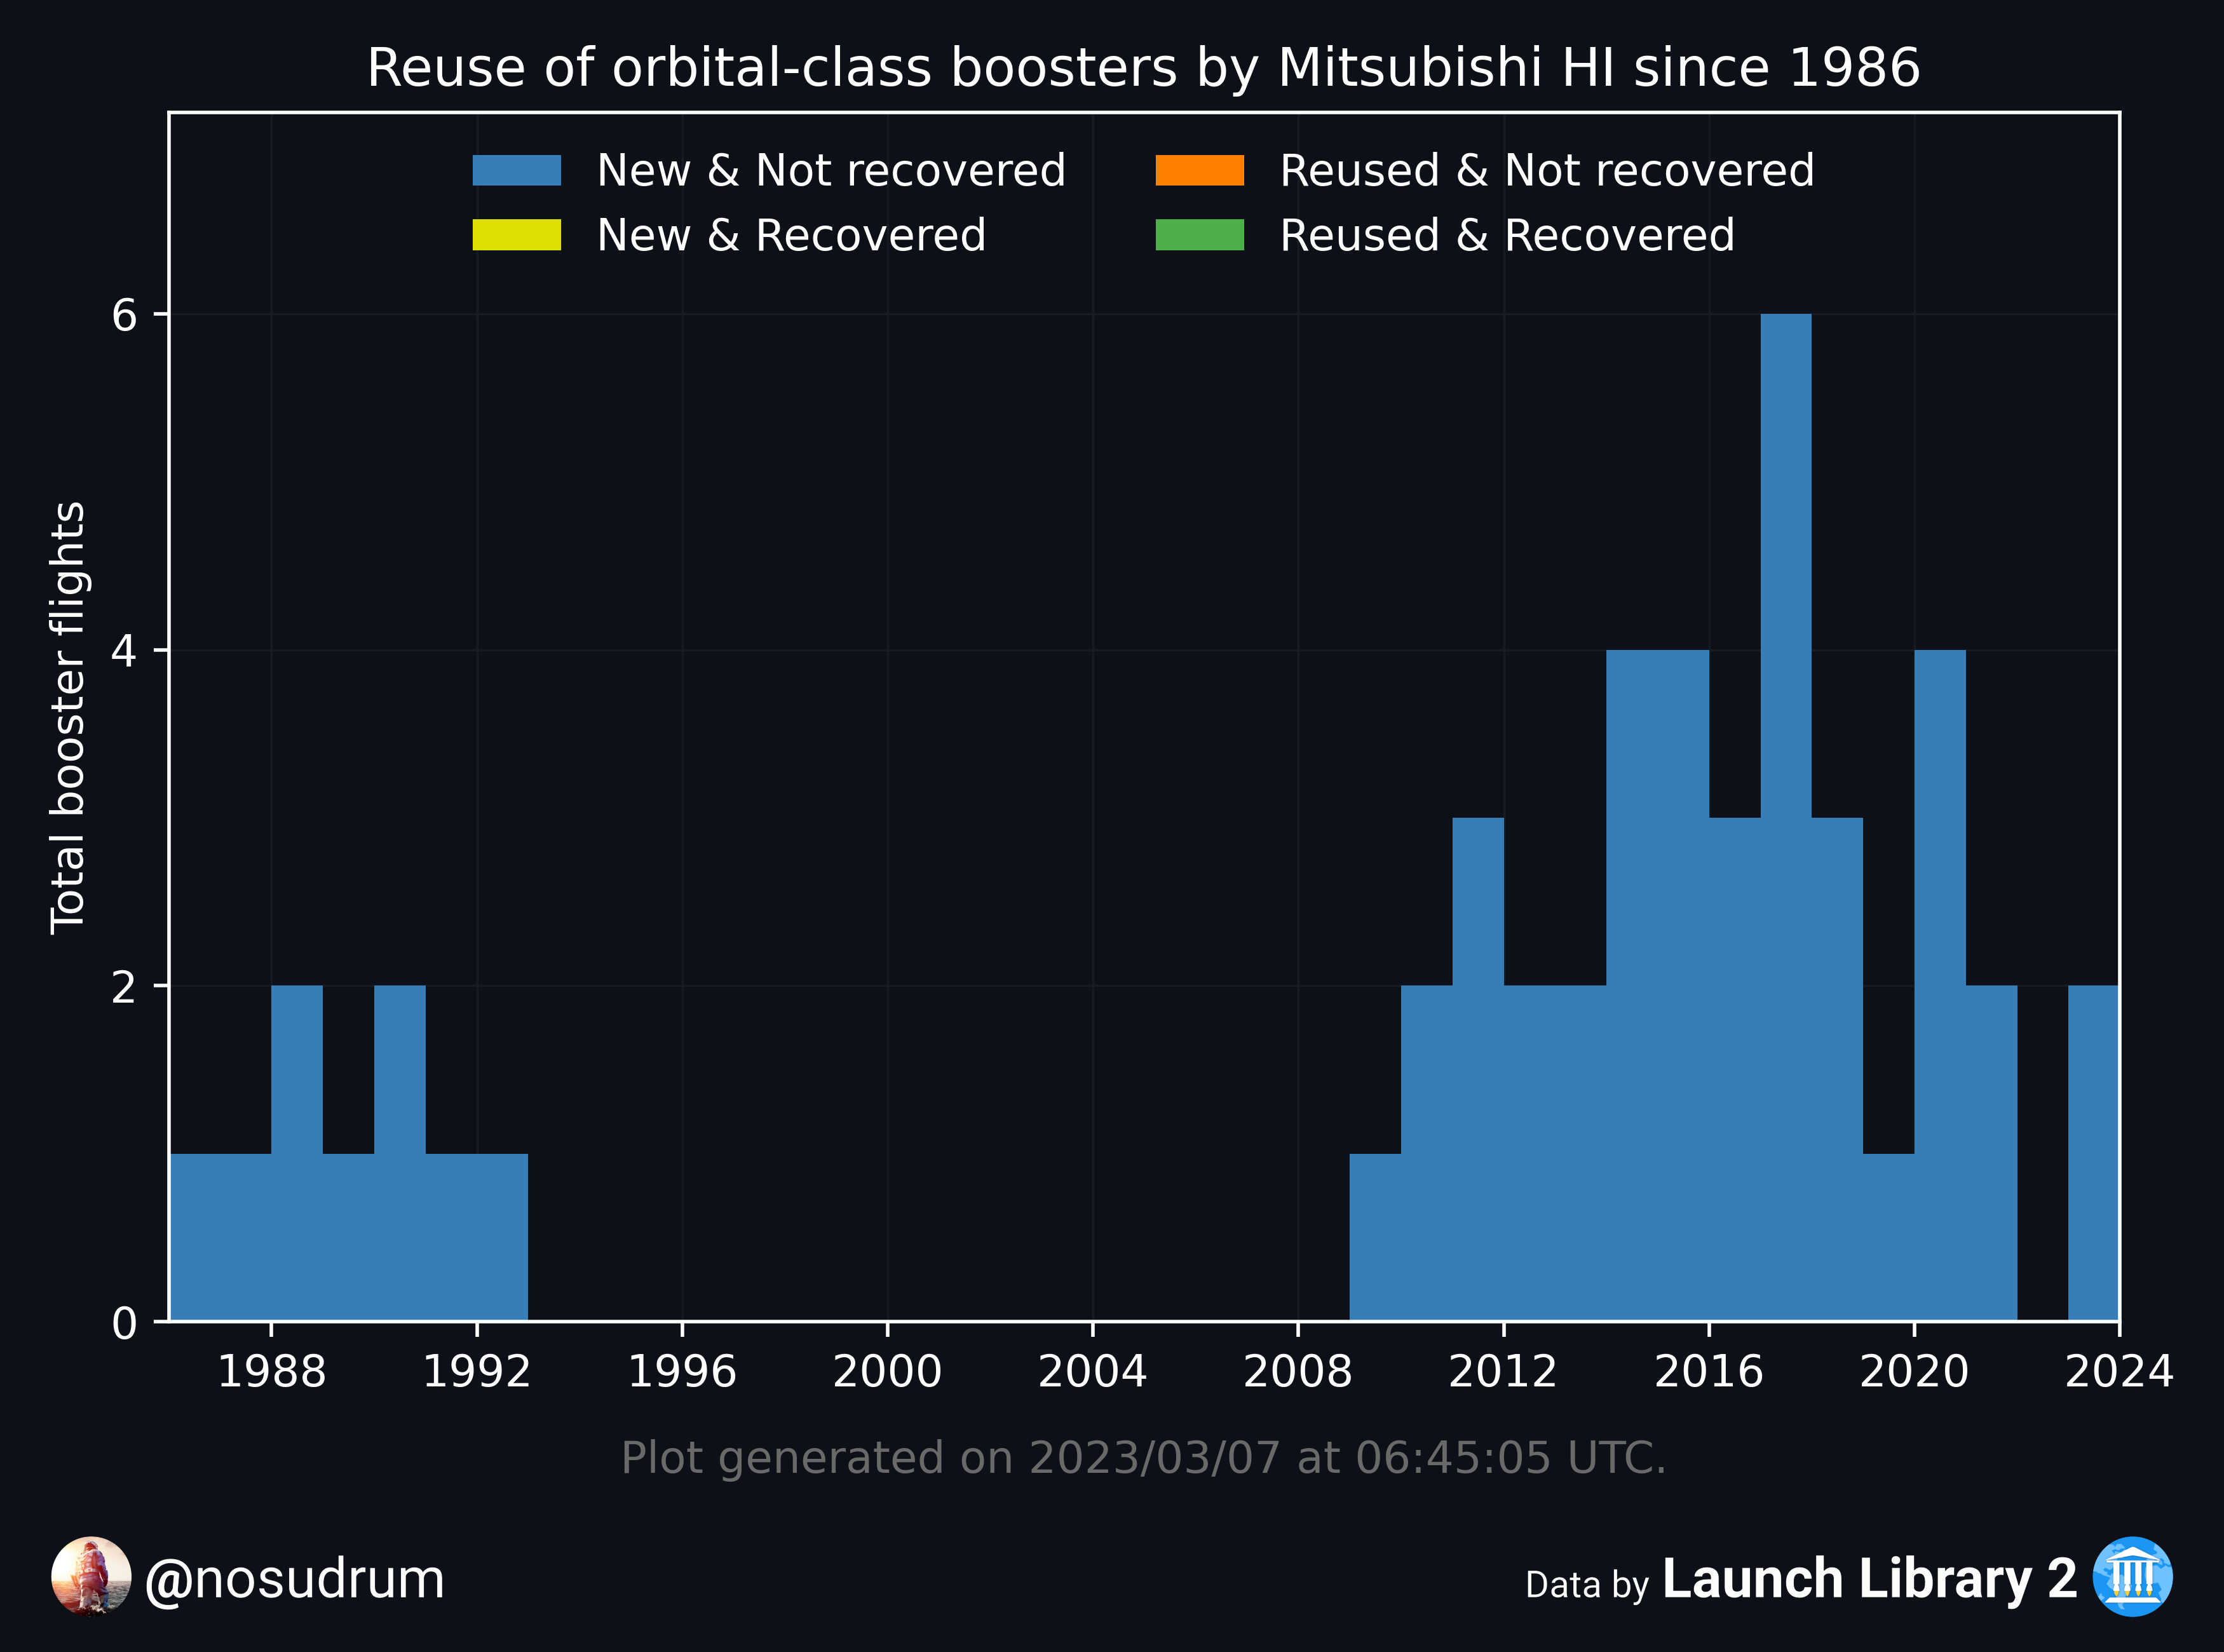 Reuse of orbital-class boosters by Mitsubishi HI since 1986
New & Not recovered
New & Recovered
Reused & Not recovered
Reused & Recovered
Total booster flights
6
4
2
0
1988 1992 1996 2000 2004 2008 2012 2016 2020 2024
Plot generated on 2023/03/07 at 06:45:05 UTC.
@nosudrum
Data by Launch Library 2